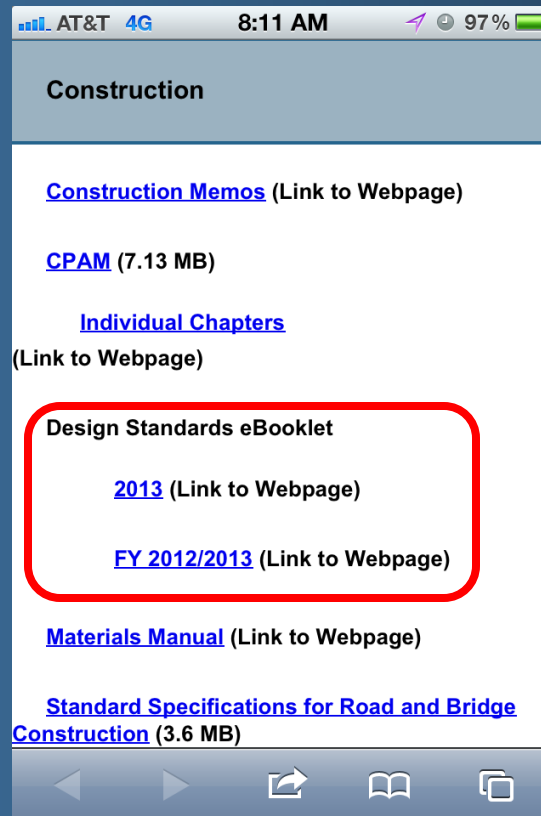 AT&T 4G 8:11 AM 97%
Construction
Construction Memos (Link to Webpage)
CPAM (7.13 MB)
Individual Chapters
(Link to Webpage)
Design Standards eBooklet
2013 (Link to Webpage)
FY 2012/2013 (Link to Webpage)
Materials Manual (Link to Webpage)
Standard Specifications for Road and Bridge
Construction (3.6 MB)